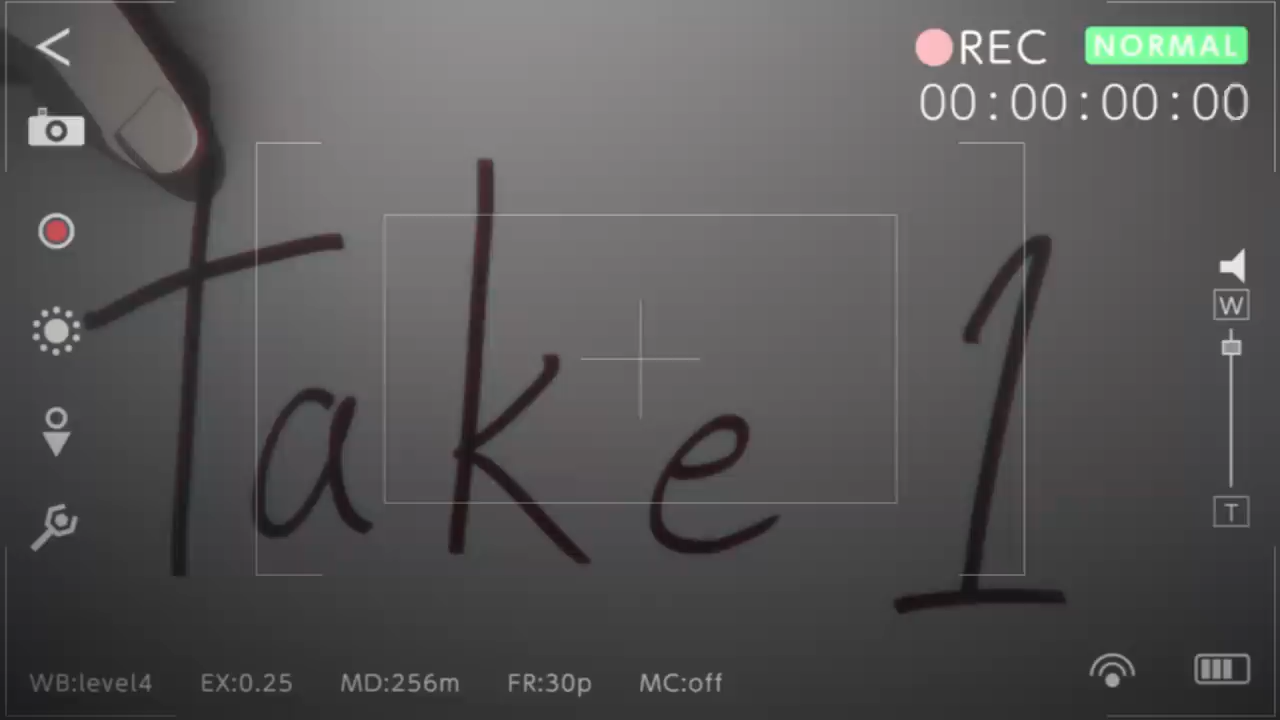 REC NORMAL
00:00:00:00
Take 1
W
T
WB:level4 EX:0.25 MD:256m FR:30p MC:off